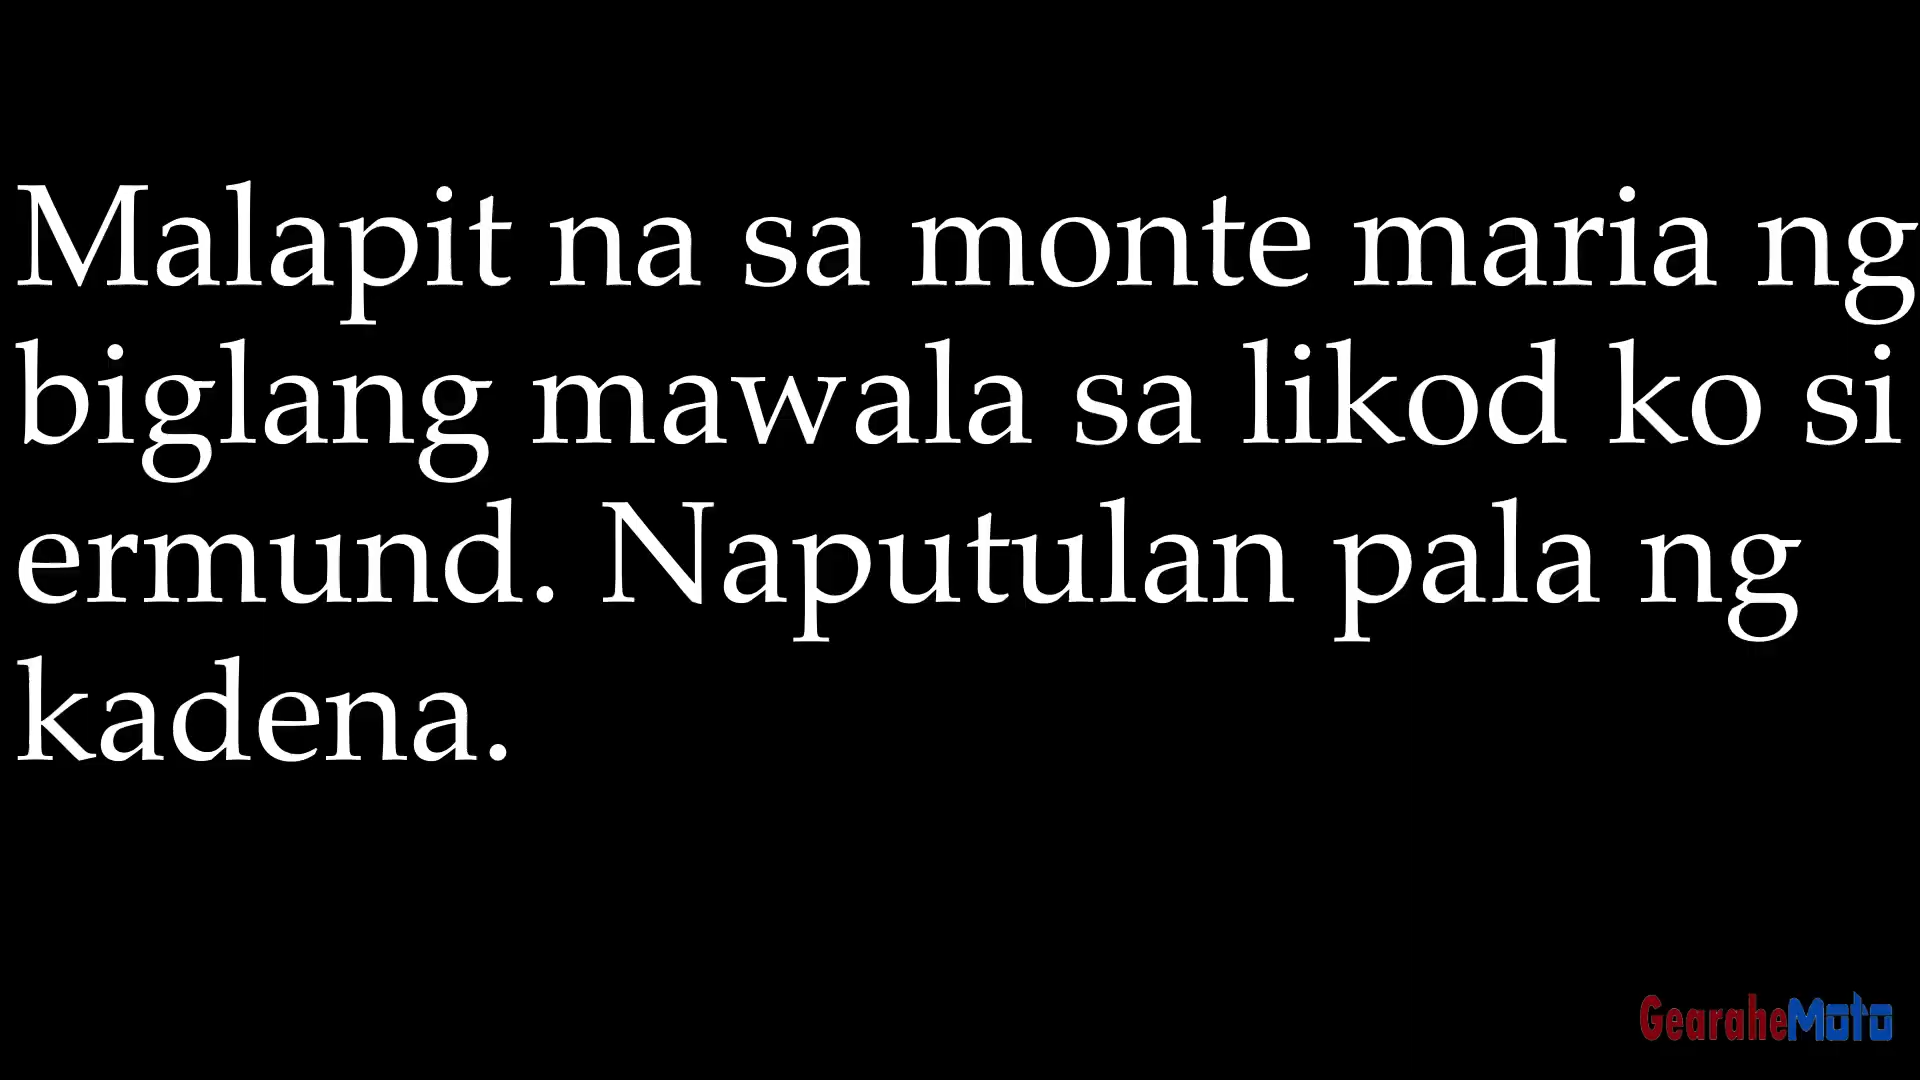 Malapit na sa monte maria ng
biglang mawala sa likod ko si
ermund. Naputulan pala ng
kadena.
GearaheMoto